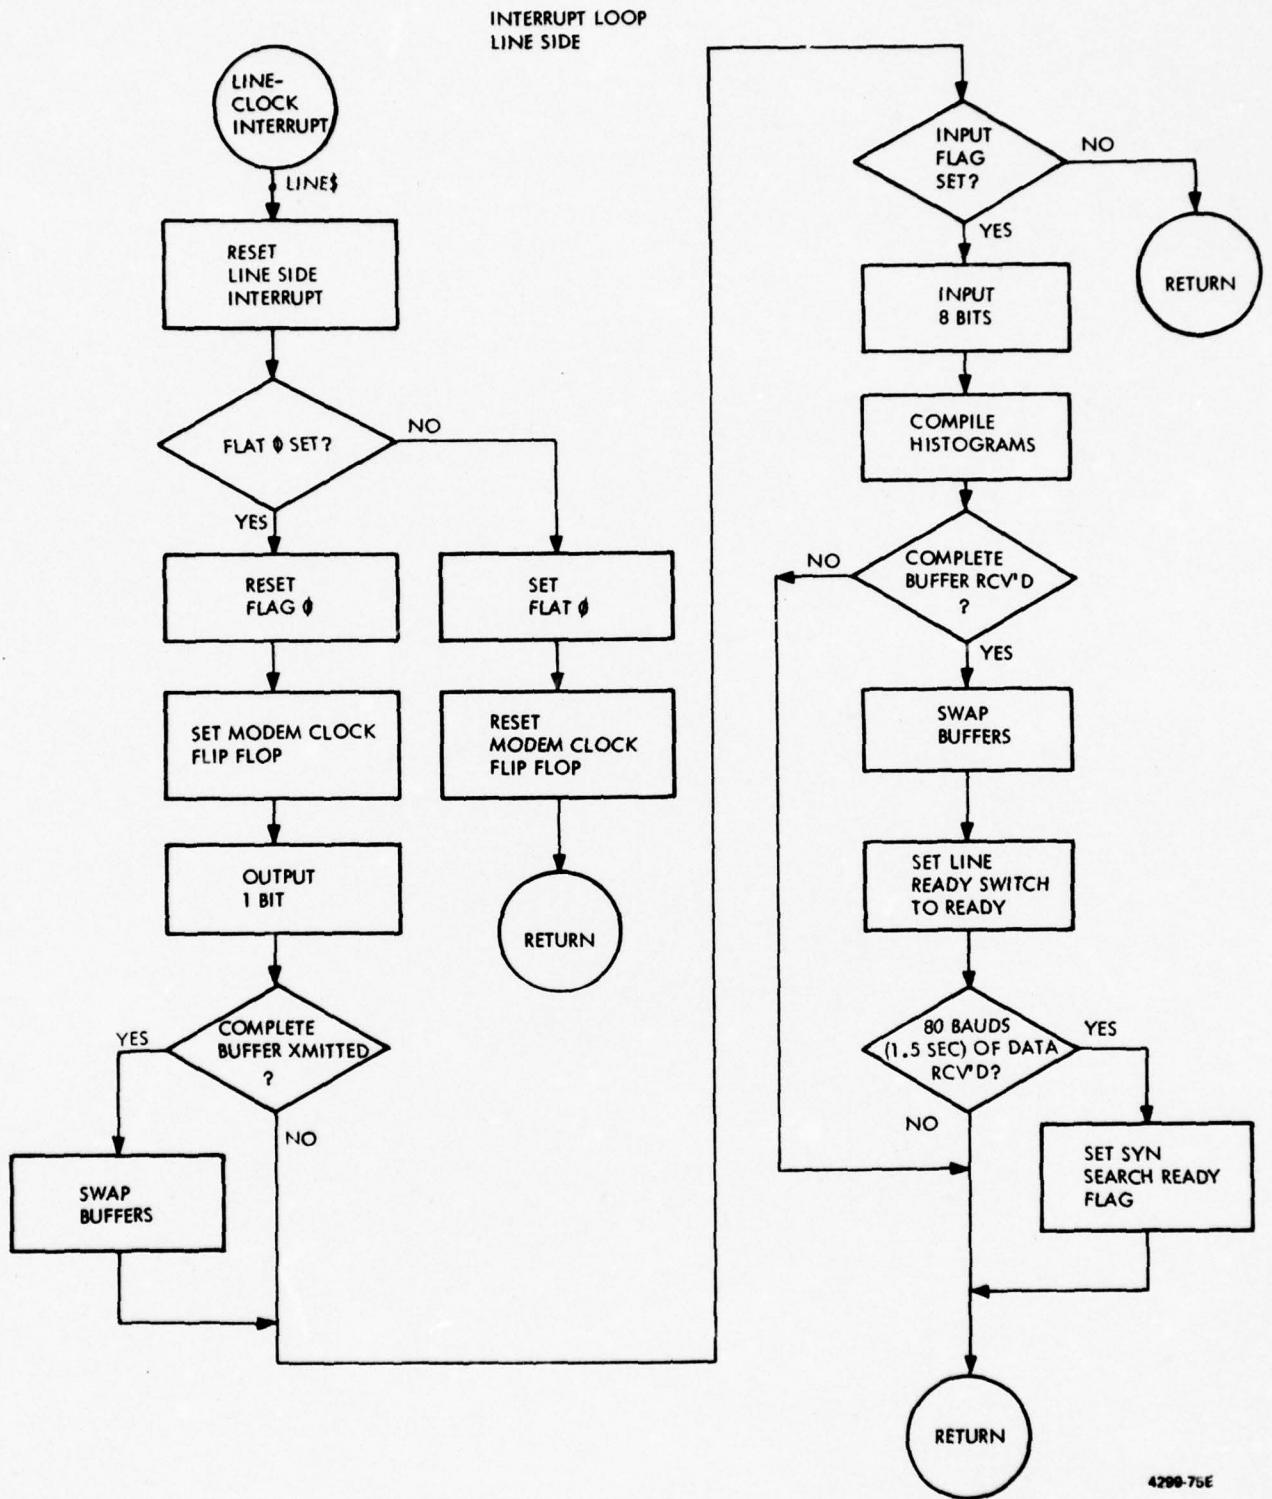 INTERRUPT LOOP
LINE SIDE
LINE-
CLOCK
INTERRUPT
LINE$
RESET
LINE SIDE
INTERRUPT
FLAT ϕ SET?
NO
YES
RESET
FLAG ϕ
SET
FLAT ϕ
SET MODEM CLOCK
FLIP FLOP
RESET
MODEM CLOCK
FLIP FLOP
OUTPUT
1 BIT
RETURN
COMPLETE
BUFFER XMITTED
?
YES
NO
SWAP
BUFFERS
INPUT
FLAG
SET?
NO
YES
RETURN
INPUT
8 BITS
COMPILE
HISTOGRAMS
COMPLETE
BUFFER RCV'D
?
NO
YES
SWAP
BUFFERS
SET LINE
READY SWITCH
TO READY
80 BAUDS
(1.5 SEC) OF DATA
RCV'D?
YES
NO
SET SYN
SEARCH READY
FLAG
RETURN
4299-75E